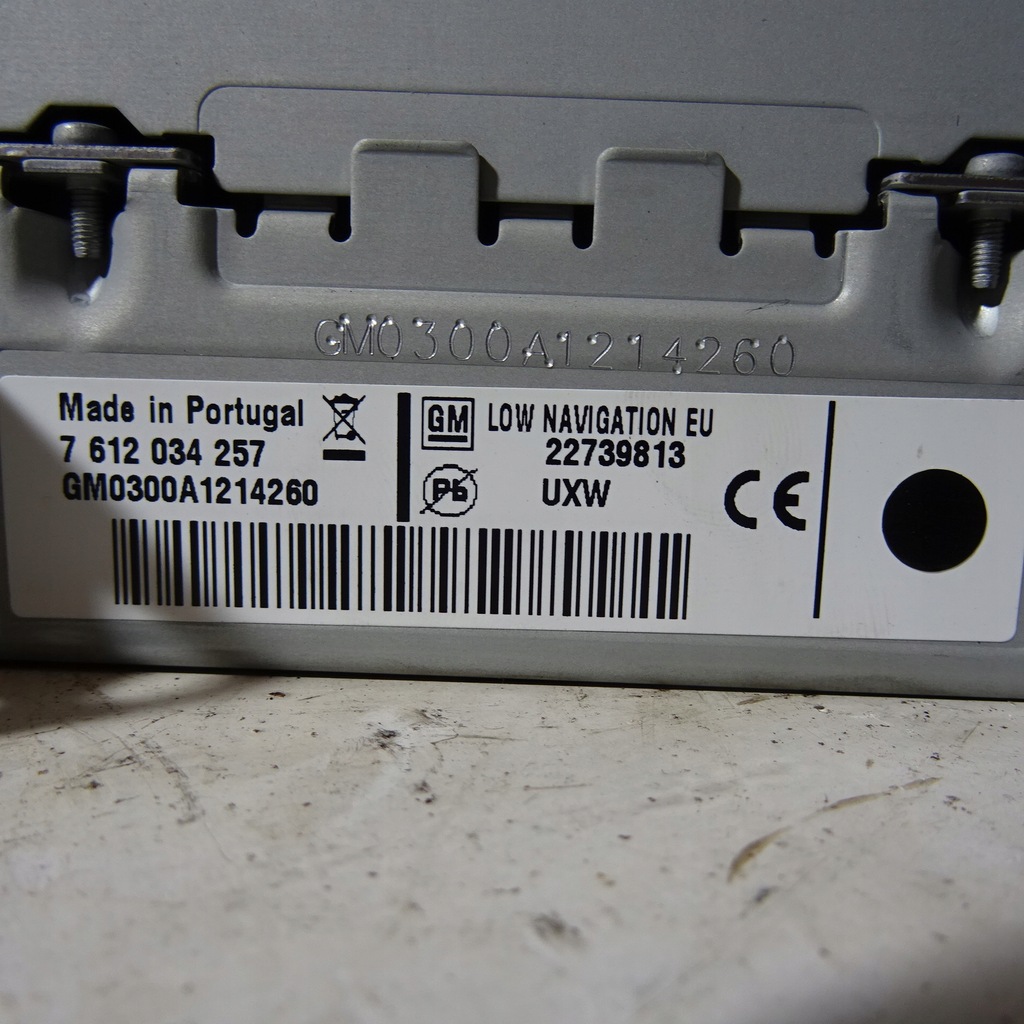 GM0300A1214260
Made in Portugal
7 612 034 257
GM0300A1214260
GM LOW NAVIGATION EU
22739813
Pb UXW
CE